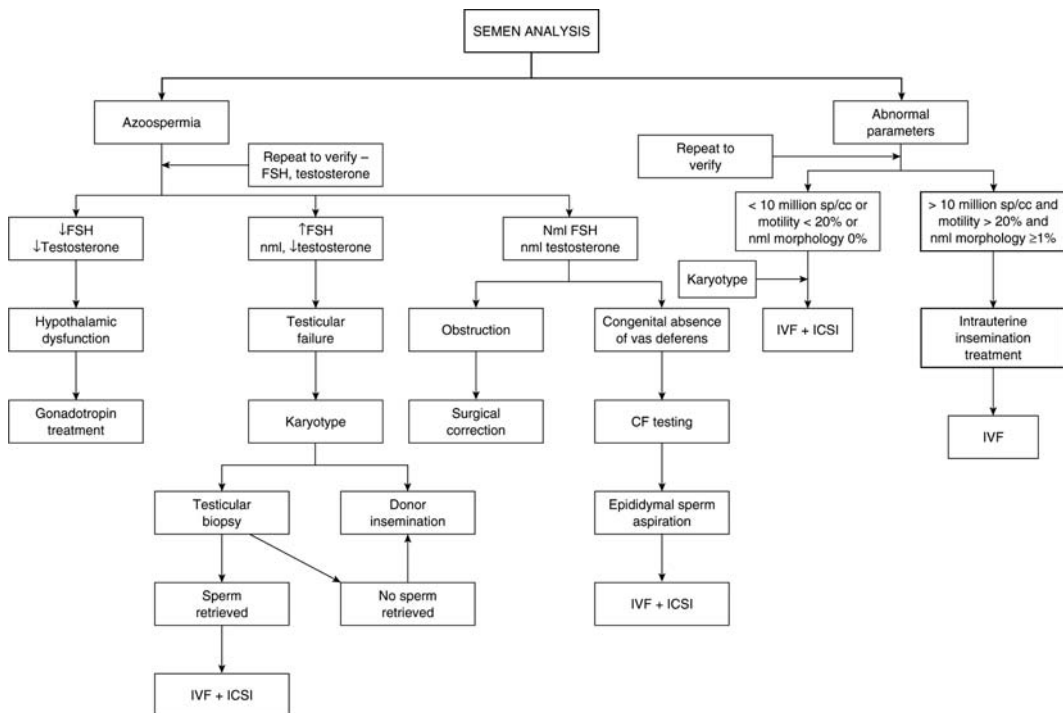 SEMEN ANALYSIS
Azoospermia
Abnormal
parameters
Repeat to verify –
FSH, testosterone
Repeat to
verify
↓FSH
↓Testosterone
↑FSH
nml, ↓testosterone
Nml FSH
nml testosterone
< 10 million sp/cc or
motility < 20% or
nml morphology 0%
> 10 million sp/cc and
motility > 20% and
nml morphology ≥1%
Karyotype
Hypothalamic
dysfunction
Testicular
failure
Obstruction
Congenital absence
of vas deferens
IVF + ICSI
Intrauterine
insemination
treatment
Gonadotropin
treatment
Karyotype
Surgical
correction
CF testing
IVF
Testicular
biopsy
Donor
insemination
Epididymal sperm
aspiration
Sperm
retrieved
No sperm
retrieved
IVF + ICSI
IVF + ICSI